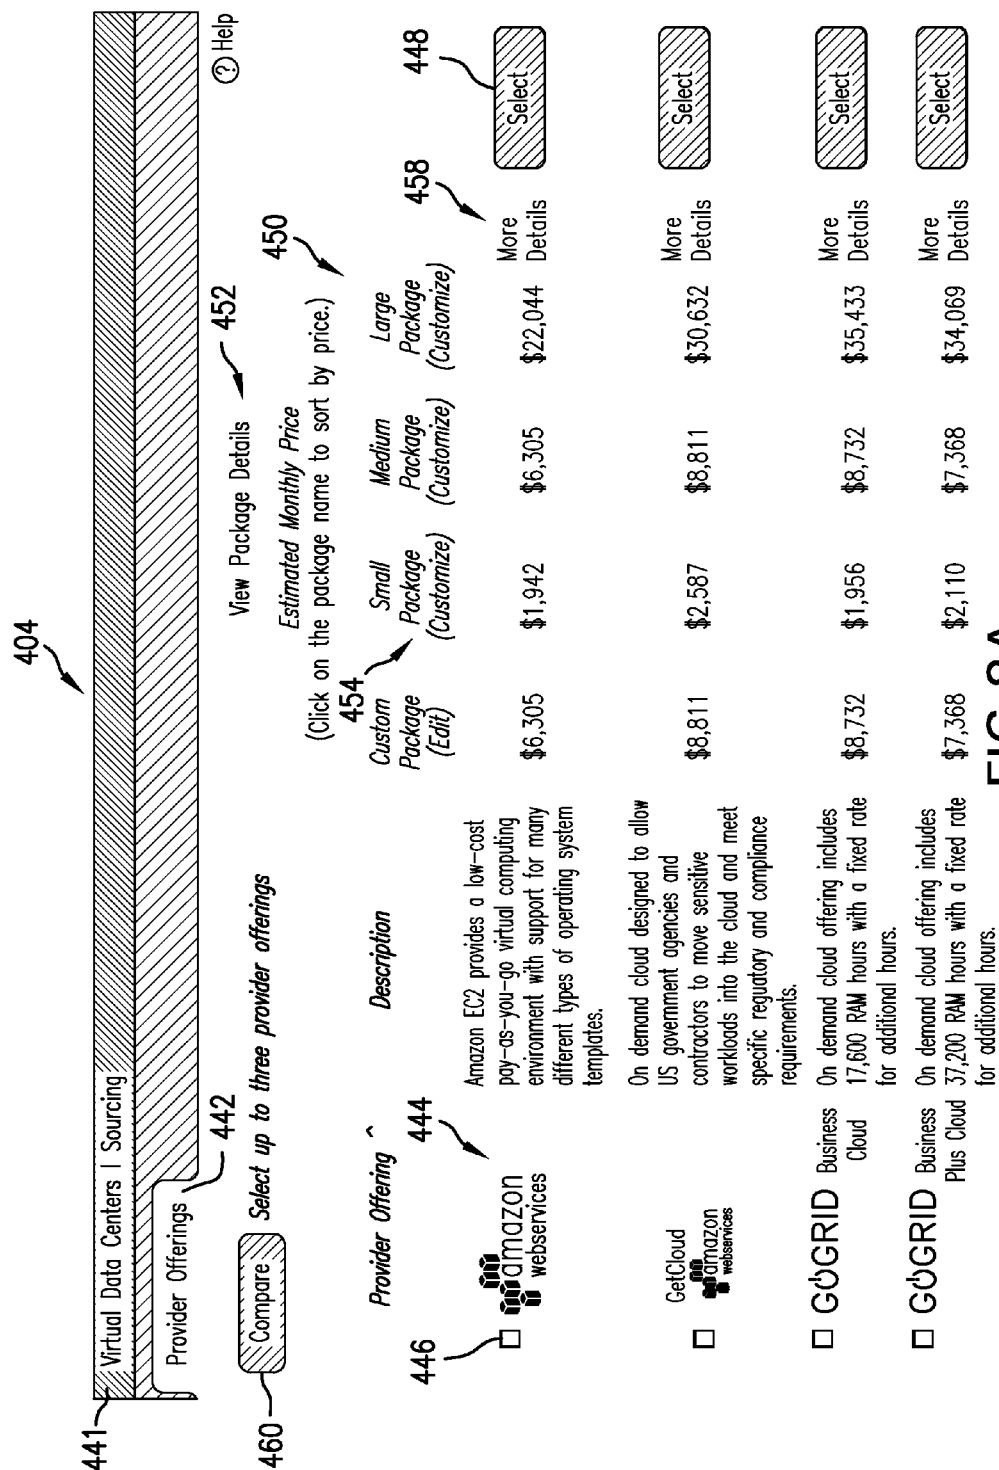 404
441
Virtual Data Centers | Sourcing
Provider Offerings
442
? Help
460
Compare
Select up to three provider offerings
View Package Details
452
Estimated Monthly Price
(Click on the package name to sort by price.)
450
454
Provider Offering ^
Description
Custom
Package
(Edit)
Small
Package
(Customize)
Medium
Package
(Customize)
Large
Package
(Customize)
458
448
446
444
amazon
webservices
Amazon EC2 provides a low-cost
pay-as-you-go virtual computing
environment with support for many
different types of operating system
templates.
$6,305
$1,942
$6,305
$22,044
More
Details
Select
GetCloud
amazon
webservices
On demand cloud designed to allow
US government agencies and
contractors to move sensitive
workloads into the cloud and meet
specific reguatory and compliance
requirements.
$8,811
$2,587
$8,811
$30,632
More
Details
Select
GOGRID
Business
Cloud
On demand cloud offering includes
17,600 RAM hours with a fixed rate
for additional hours.
$8,732
$1,956
$8,732
$35,433
More
Details
Select
GOGRID
Business
Plus Cloud
On demand cloud offering includes
37,200 RAM hours with a fixed rate
for additional hours.
$7,368
$2,110
$7,368
$34,069
More
Details
Select